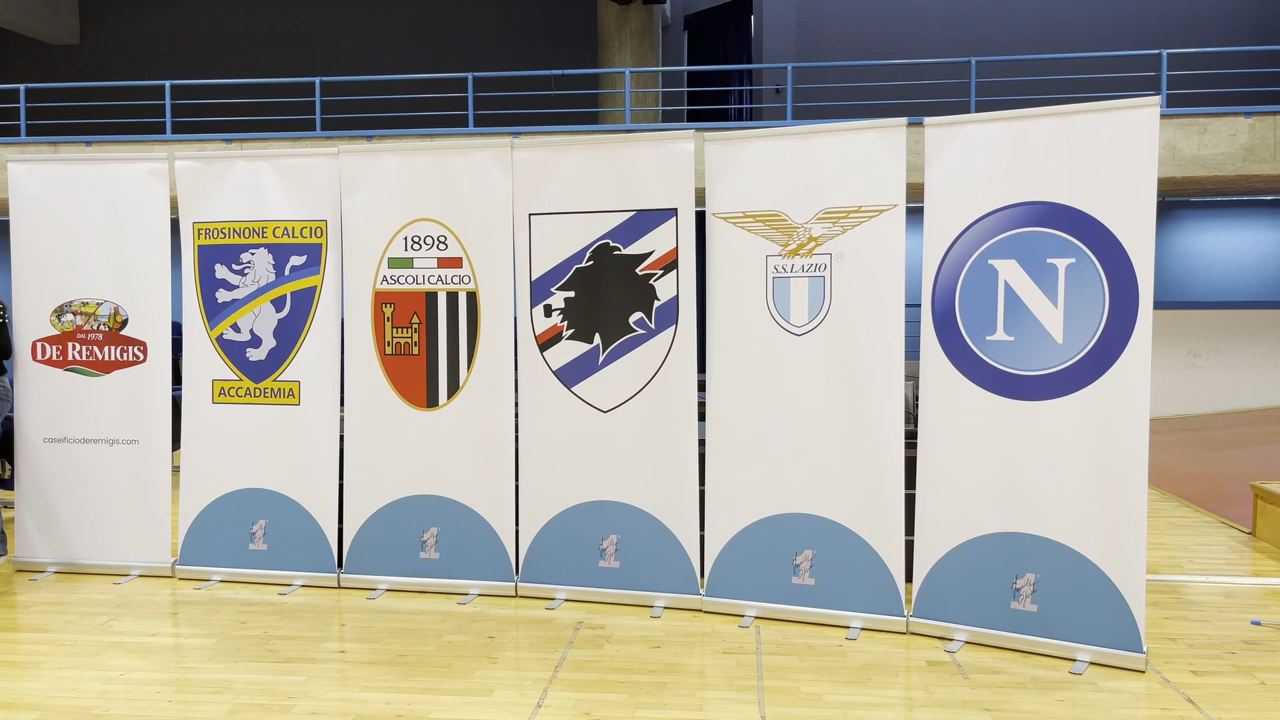 DAL 1978
DE REMIGIS
caseificioderemigis.com
FROSINONE CALCIO
ACCADEMIA
1898
ASCOLI CALCIO
S.S. LAZIO
®
N